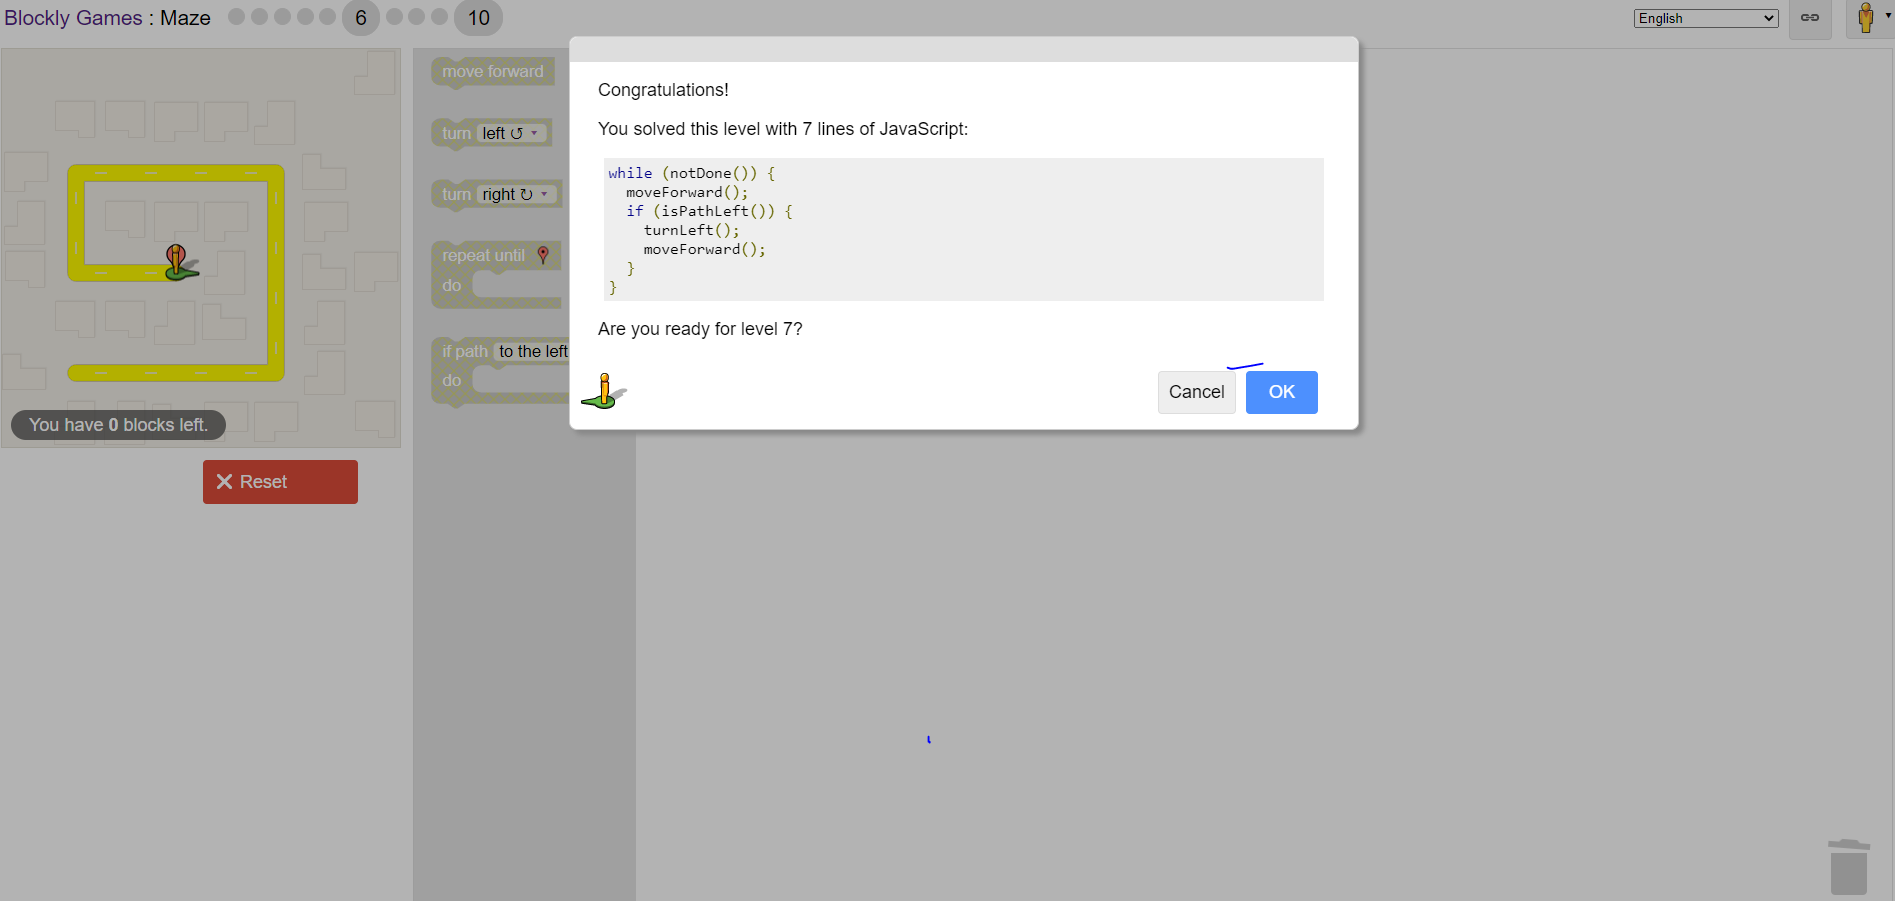 Blockly Games : Maze 6 10 English
move forward
turn left ↺
turn right ↻
repeat until
do
if path to the left
do
You have 0 blocks left.
Reset
Congratulations!
You solved this level with 7 lines of JavaScript:
while (notDone()) {
  moveForward();
  if (isPathLeft()) {
    turnLeft();
    moveForward();
  }
}
Are you ready for level 7?
Cancel OK